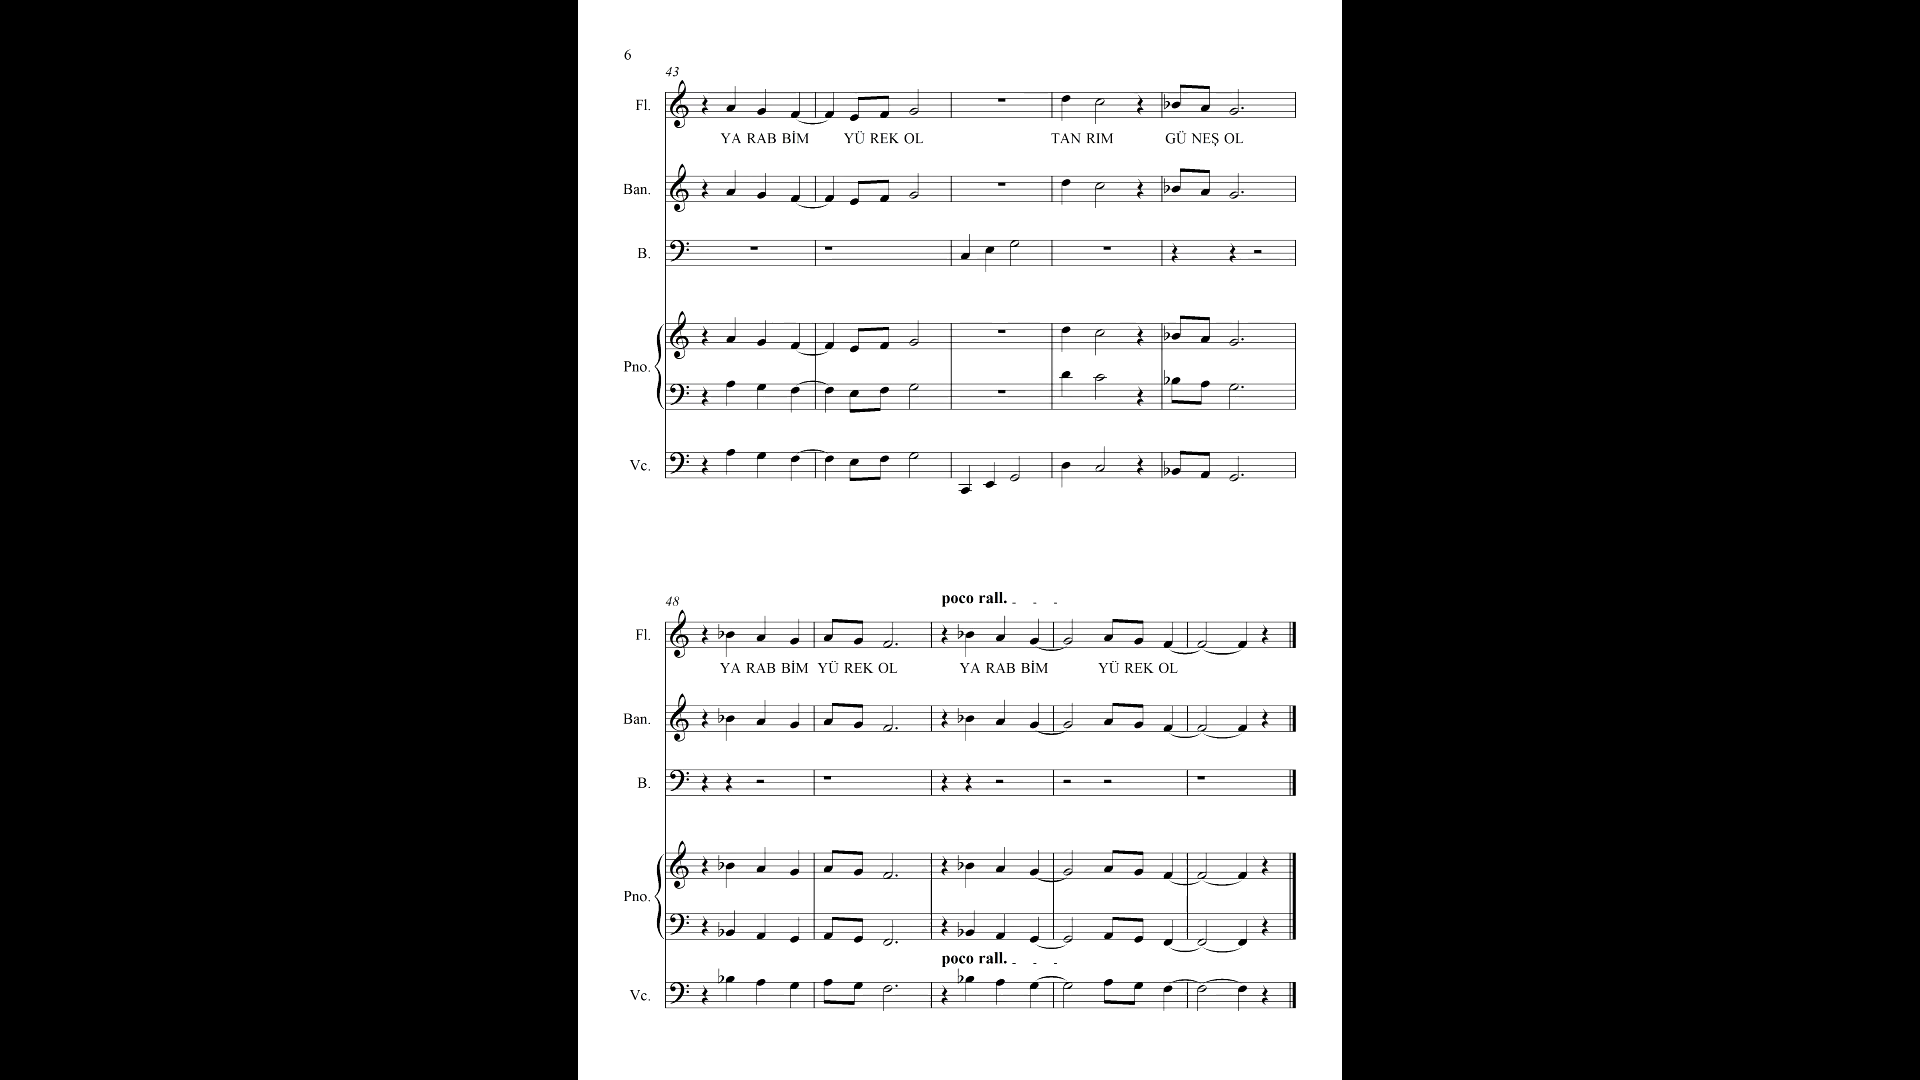 6
43
Fl.
YA RAB BİM YÜ REK OL TAN RIM GÜ NEŞ OL
Ban.
B.
Pno.
Vc.
poco rall.
48
Fl.
YA RAB BİM YÜ REK OL YA RAB BİM YÜ REK OL
Ban.
B.
Pno.
poco rall.
Vc.